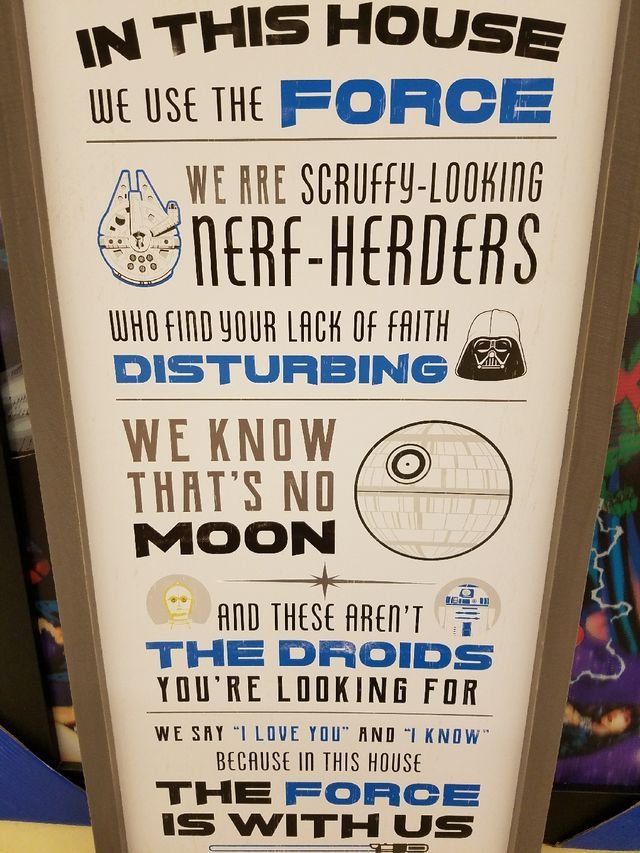 IN THIS HOUSE
WE USE THE FORCE
WE ARE SCRUFFY-LOOKING
NERF-HERDERS
WHO FIND YOUR LACK OF FAITH
DISTURBING
WE KNOW
THAT'S NO
MOON
AND THESE AREN'T
THE DROIDS
YOU'RE LOOKING FOR
WE SAY "I LOVE YOU" AND "I KNOW"
BECAUSE IN THIS HOUSE
THE FORCE
IS WITH US